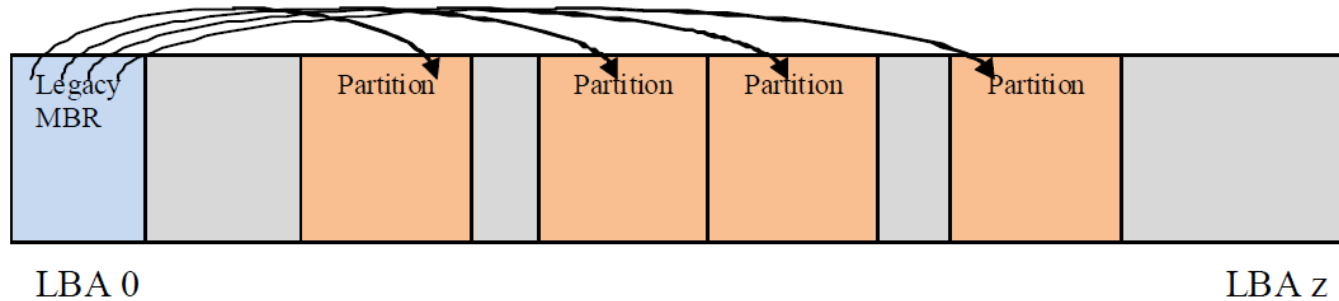 Legacy
MBR
Partition
Partition
Partition
Partition
LBA 0
LBA z